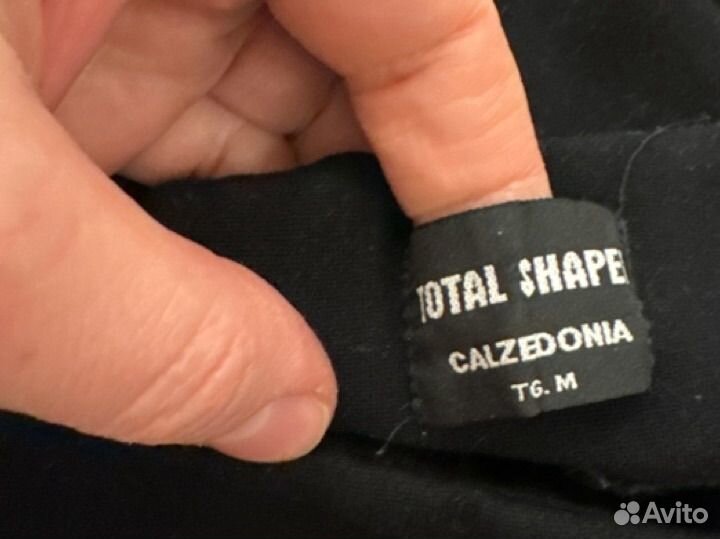 TOTAL SHAPE
CALZEDONIA
TG. M
Avito